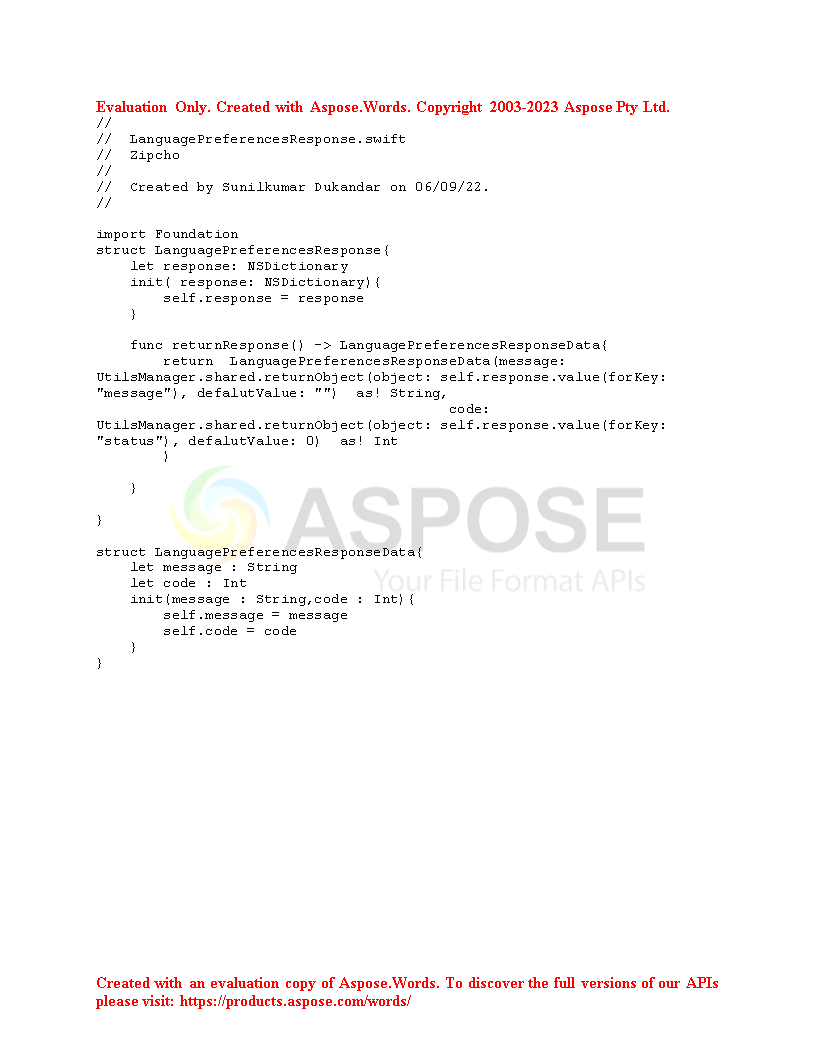 Evaluation Only. Created with Aspose.Words. Copyright 2003-2023 Aspose Pty Ltd.
//
//  LanguagePreferencesResponse.swift
//  Zipcho
//
//  Created by Sunilkumar Dukandar on 06/09/22.
//

import Foundation
struct LanguagePreferencesResponse{
    let response: NSDictionary
    init( response: NSDictionary){
        self.response = response
    }

    func returnResponse() -> LanguagePreferencesResponseData{
        return  LanguagePreferencesResponseData(message:
UtilsManager.shared.returnObject(object: self.response.value(forKey:
"message"), defalutValue: "")  as! String,
                                          code:
UtilsManager.shared.returnObject(object: self.response.value(forKey:
"status"), defalutValue: 0)  as! Int
        )

    }

}
ASPOSE
Your File Format APIs

struct LanguagePreferencesResponseData{
    let message : String
    let code : Int
    init(message : String,code : Int){
        self.message = message
        self.code = code
    }
}

Created with an evaluation copy of Aspose.Words. To discover the full versions of our APIs
please visit: https://products.aspose.com/words/